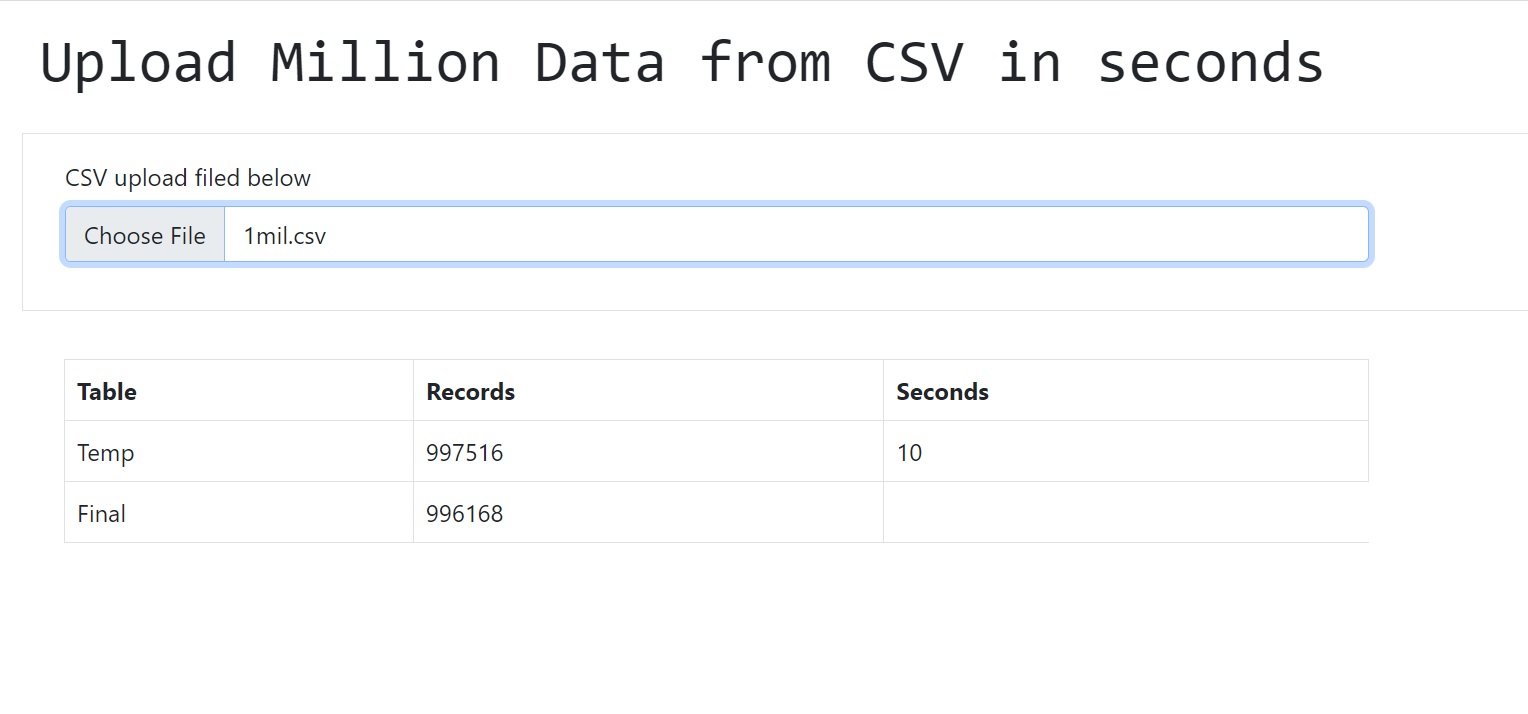 Upload Million Data from CSV in seconds
CSV upload filed below
Choose File 1mil.csv
Table Records Seconds
Temp 997516 10
Final 996168